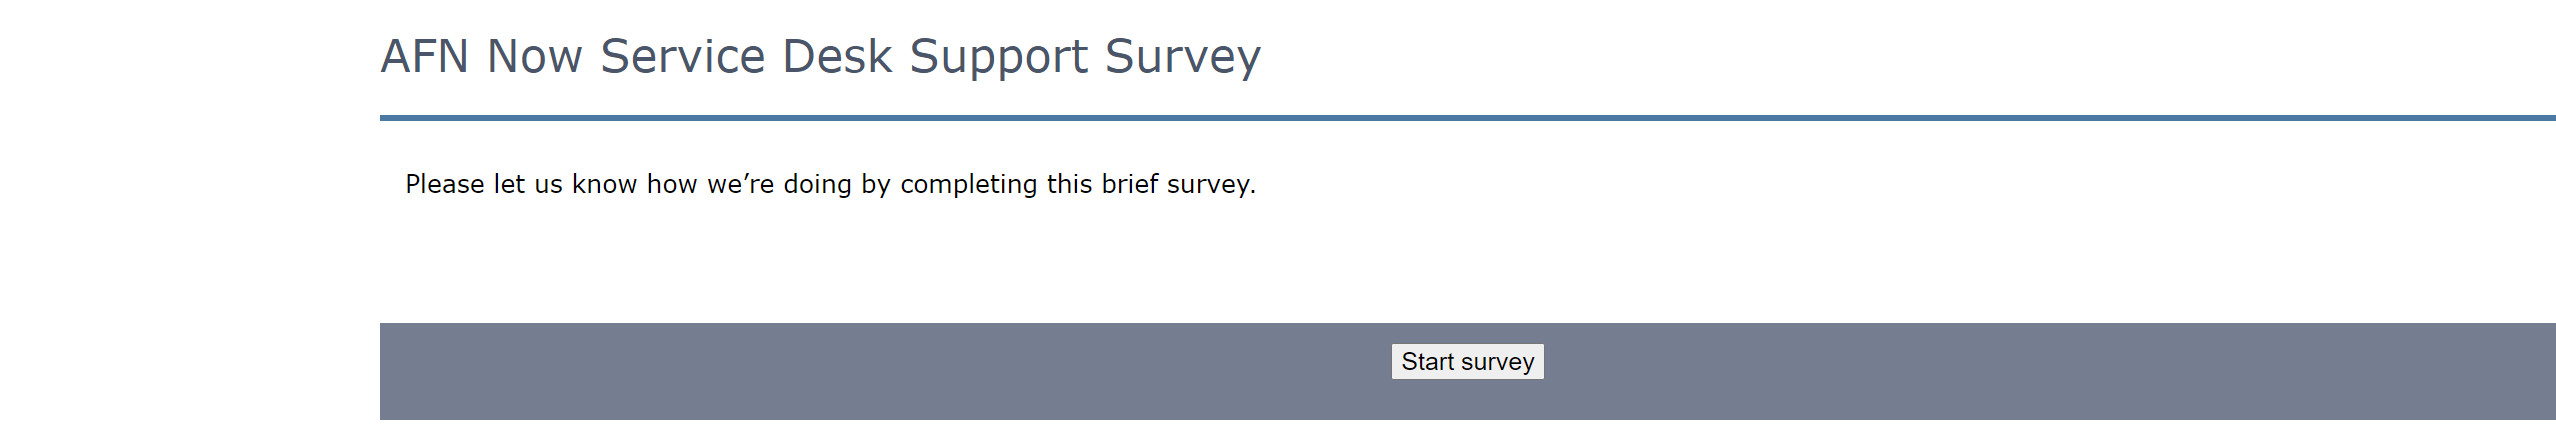 AFN Now Service Desk Support Survey
Please let us know how we’re doing by completing this brief survey.
Start survey